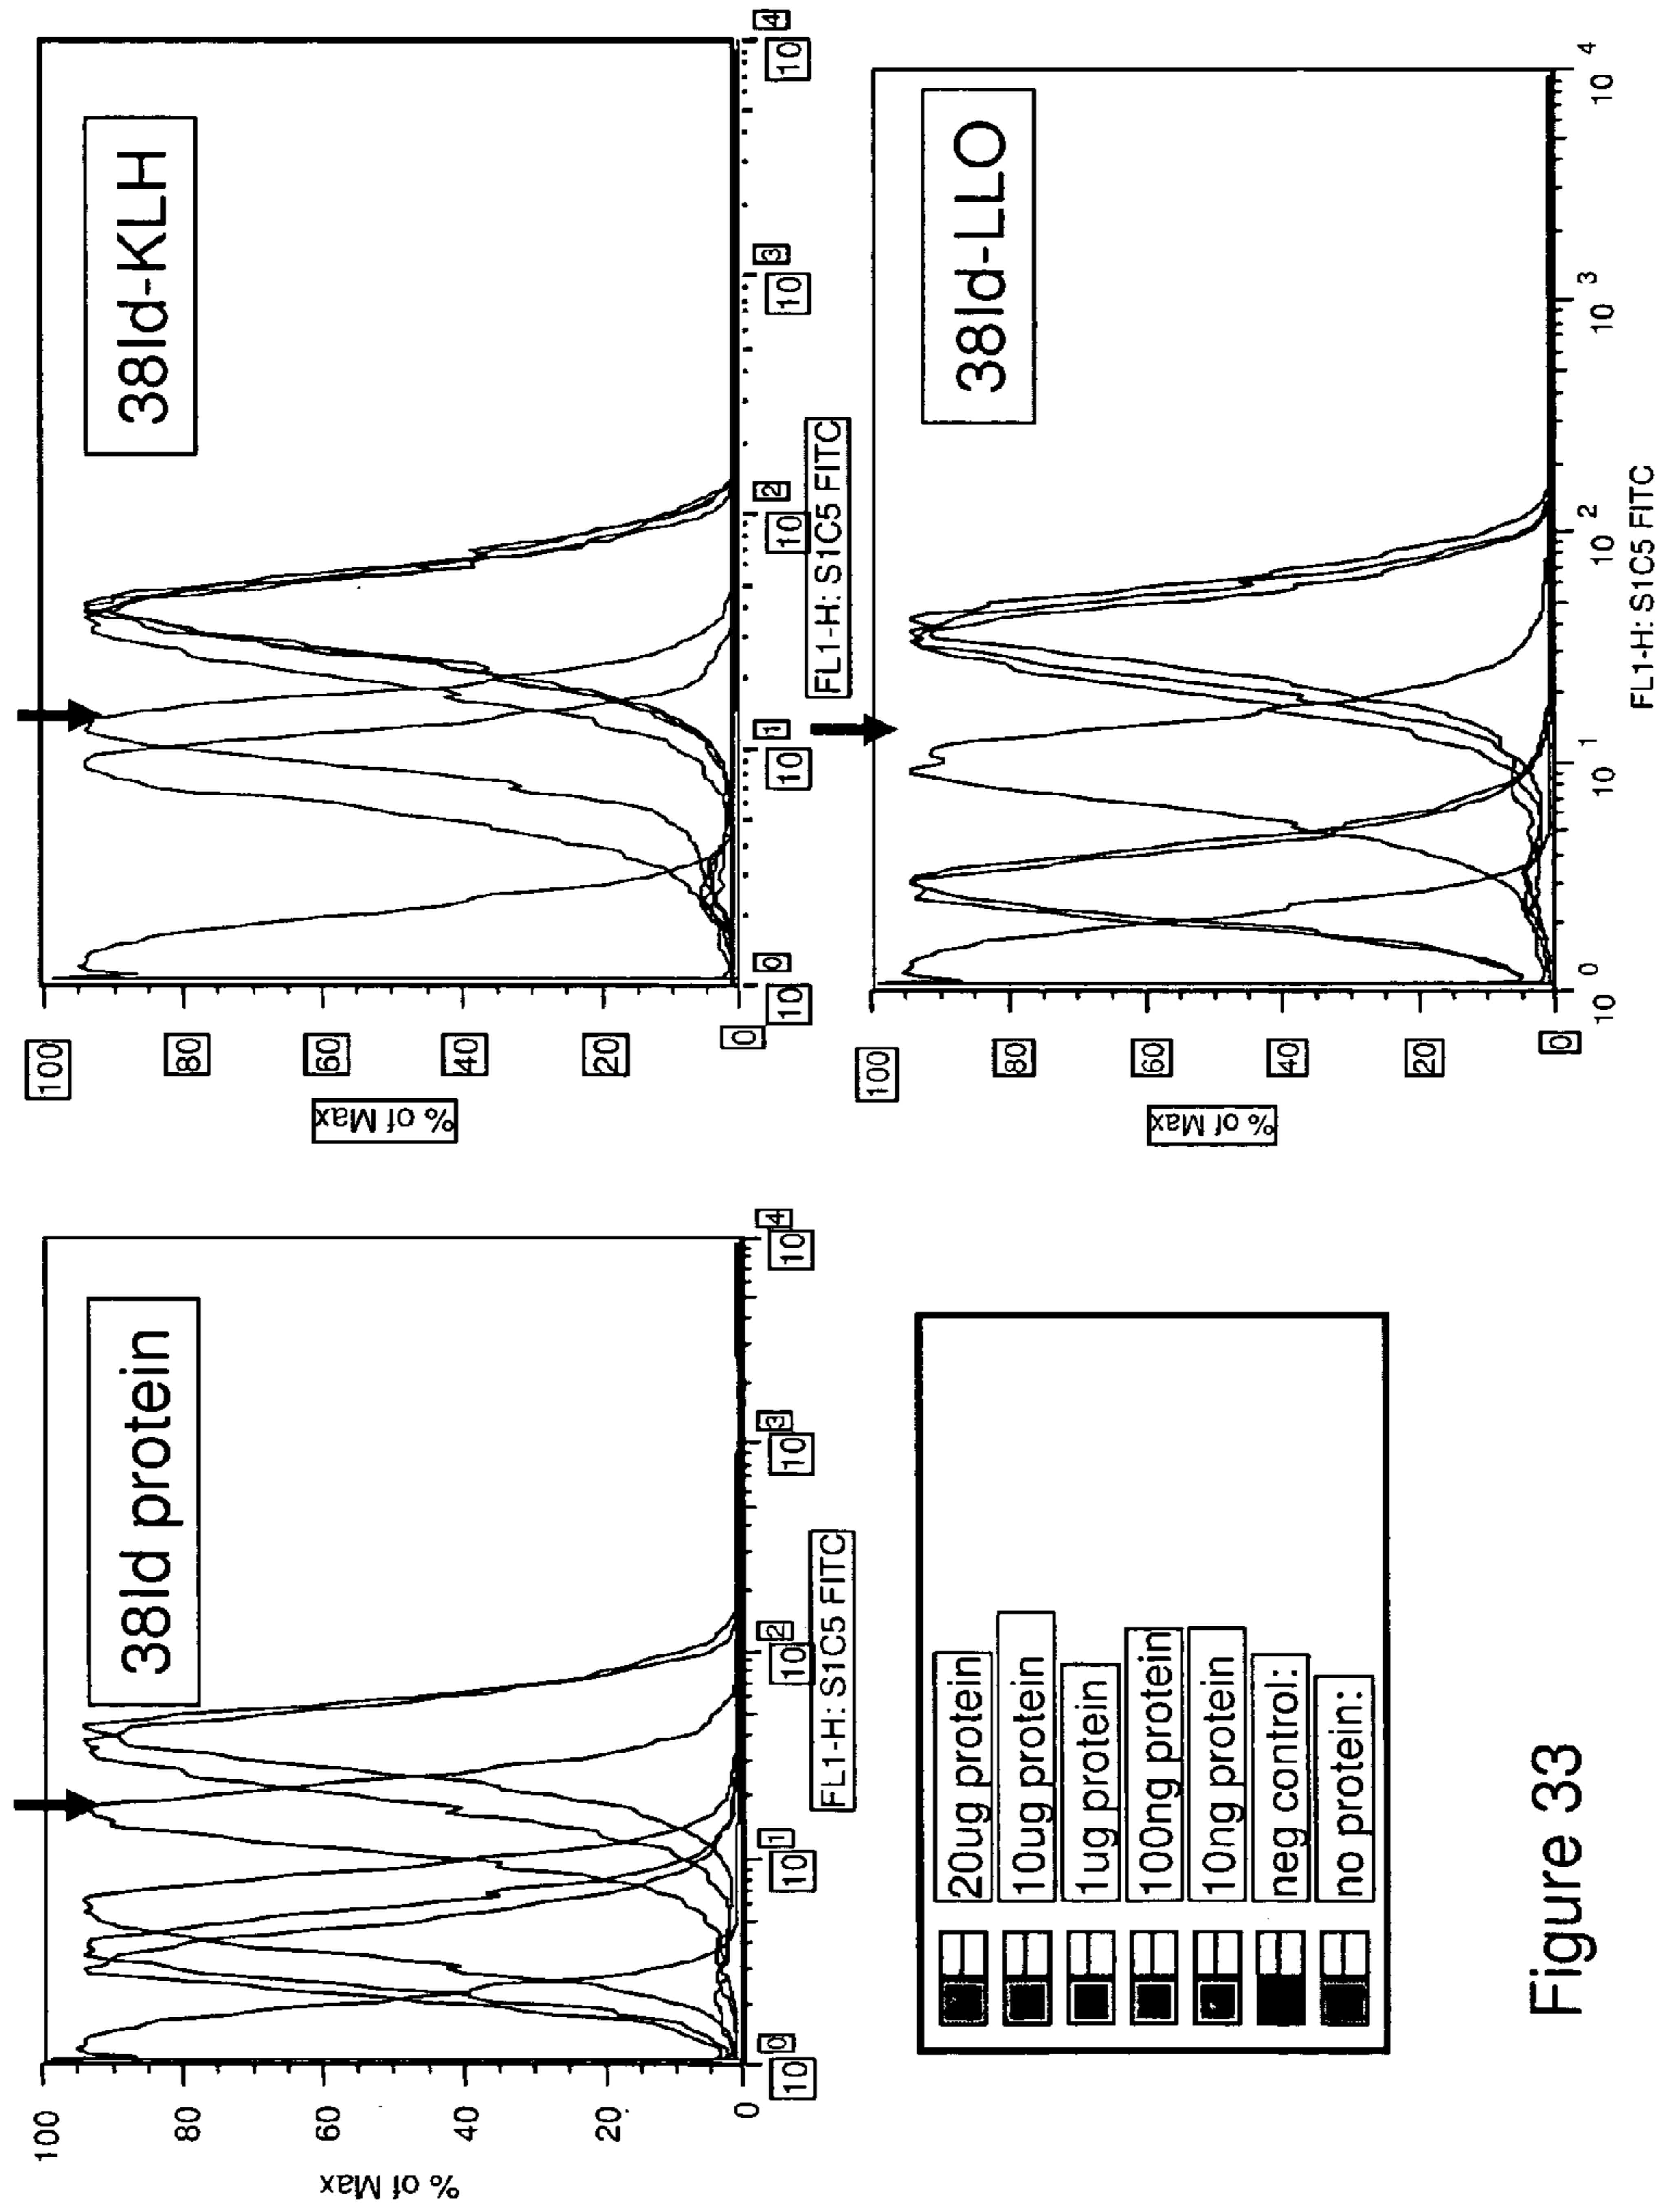 38Id protein
% of Max
100
80
60
40
20
0
10 0
10 1
10 2
10 3
10 4
FL1-H: S1C5 FITC
38Id-KLH
% of Max
100
80
60
40
20
0
10 0
10 1
10 2
10 3
10 4
FL1-H: S1C5 FITC
20ug protein
10ug protein
1ug protein
100ng protein
10ng protein
neg control:
no protein:
38Id-LLO
% of Max
100
80
60
40
20
0
10 0
10 1
10 2
10 3
10 4
FL1-H: S1C5 FITC
Figure 33